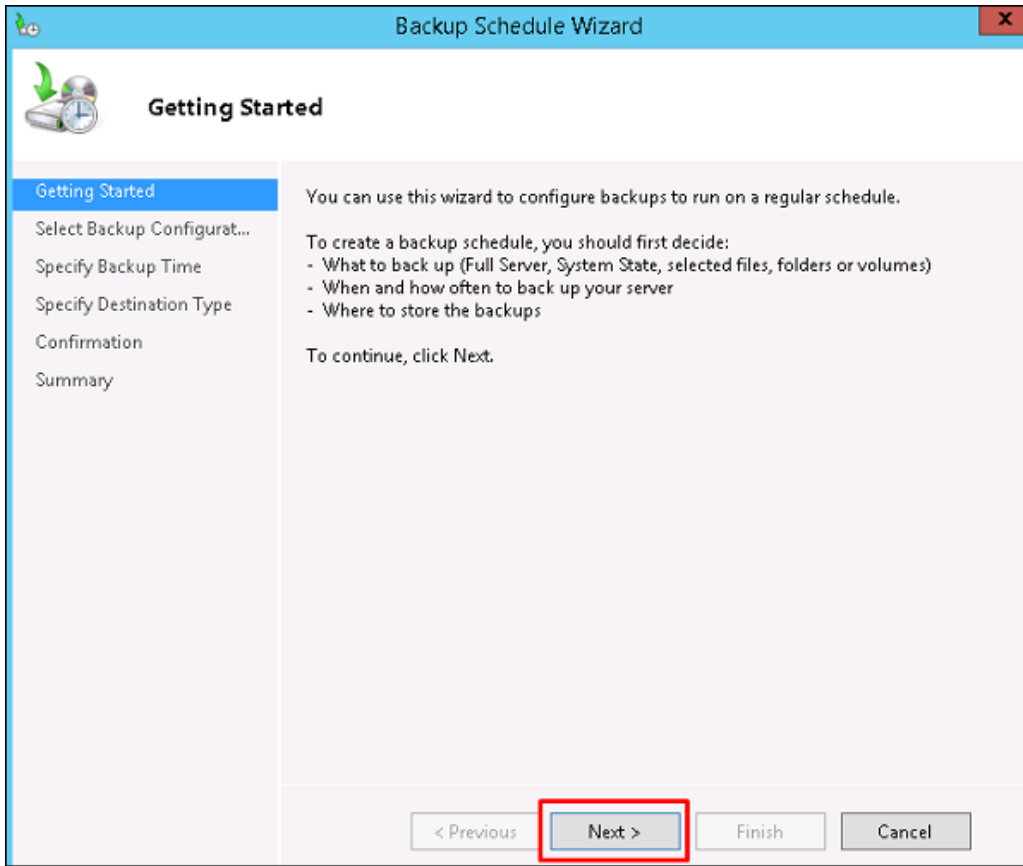 Backup Schedule Wizard
x
Getting Started
Getting Started
Select Backup Configurat...
Specify Backup Time
Specify Destination Type
Confirmation
Summary
You can use this wizard to configure backups to run on a regular schedule.
To create a backup schedule, you should first decide:
- What to back up (Full Server, System State, selected files, folders or volumes)
- When and how often to back up your server
- Where to store the backups
To continue, click Next.
< Previous Next > Finish Cancel